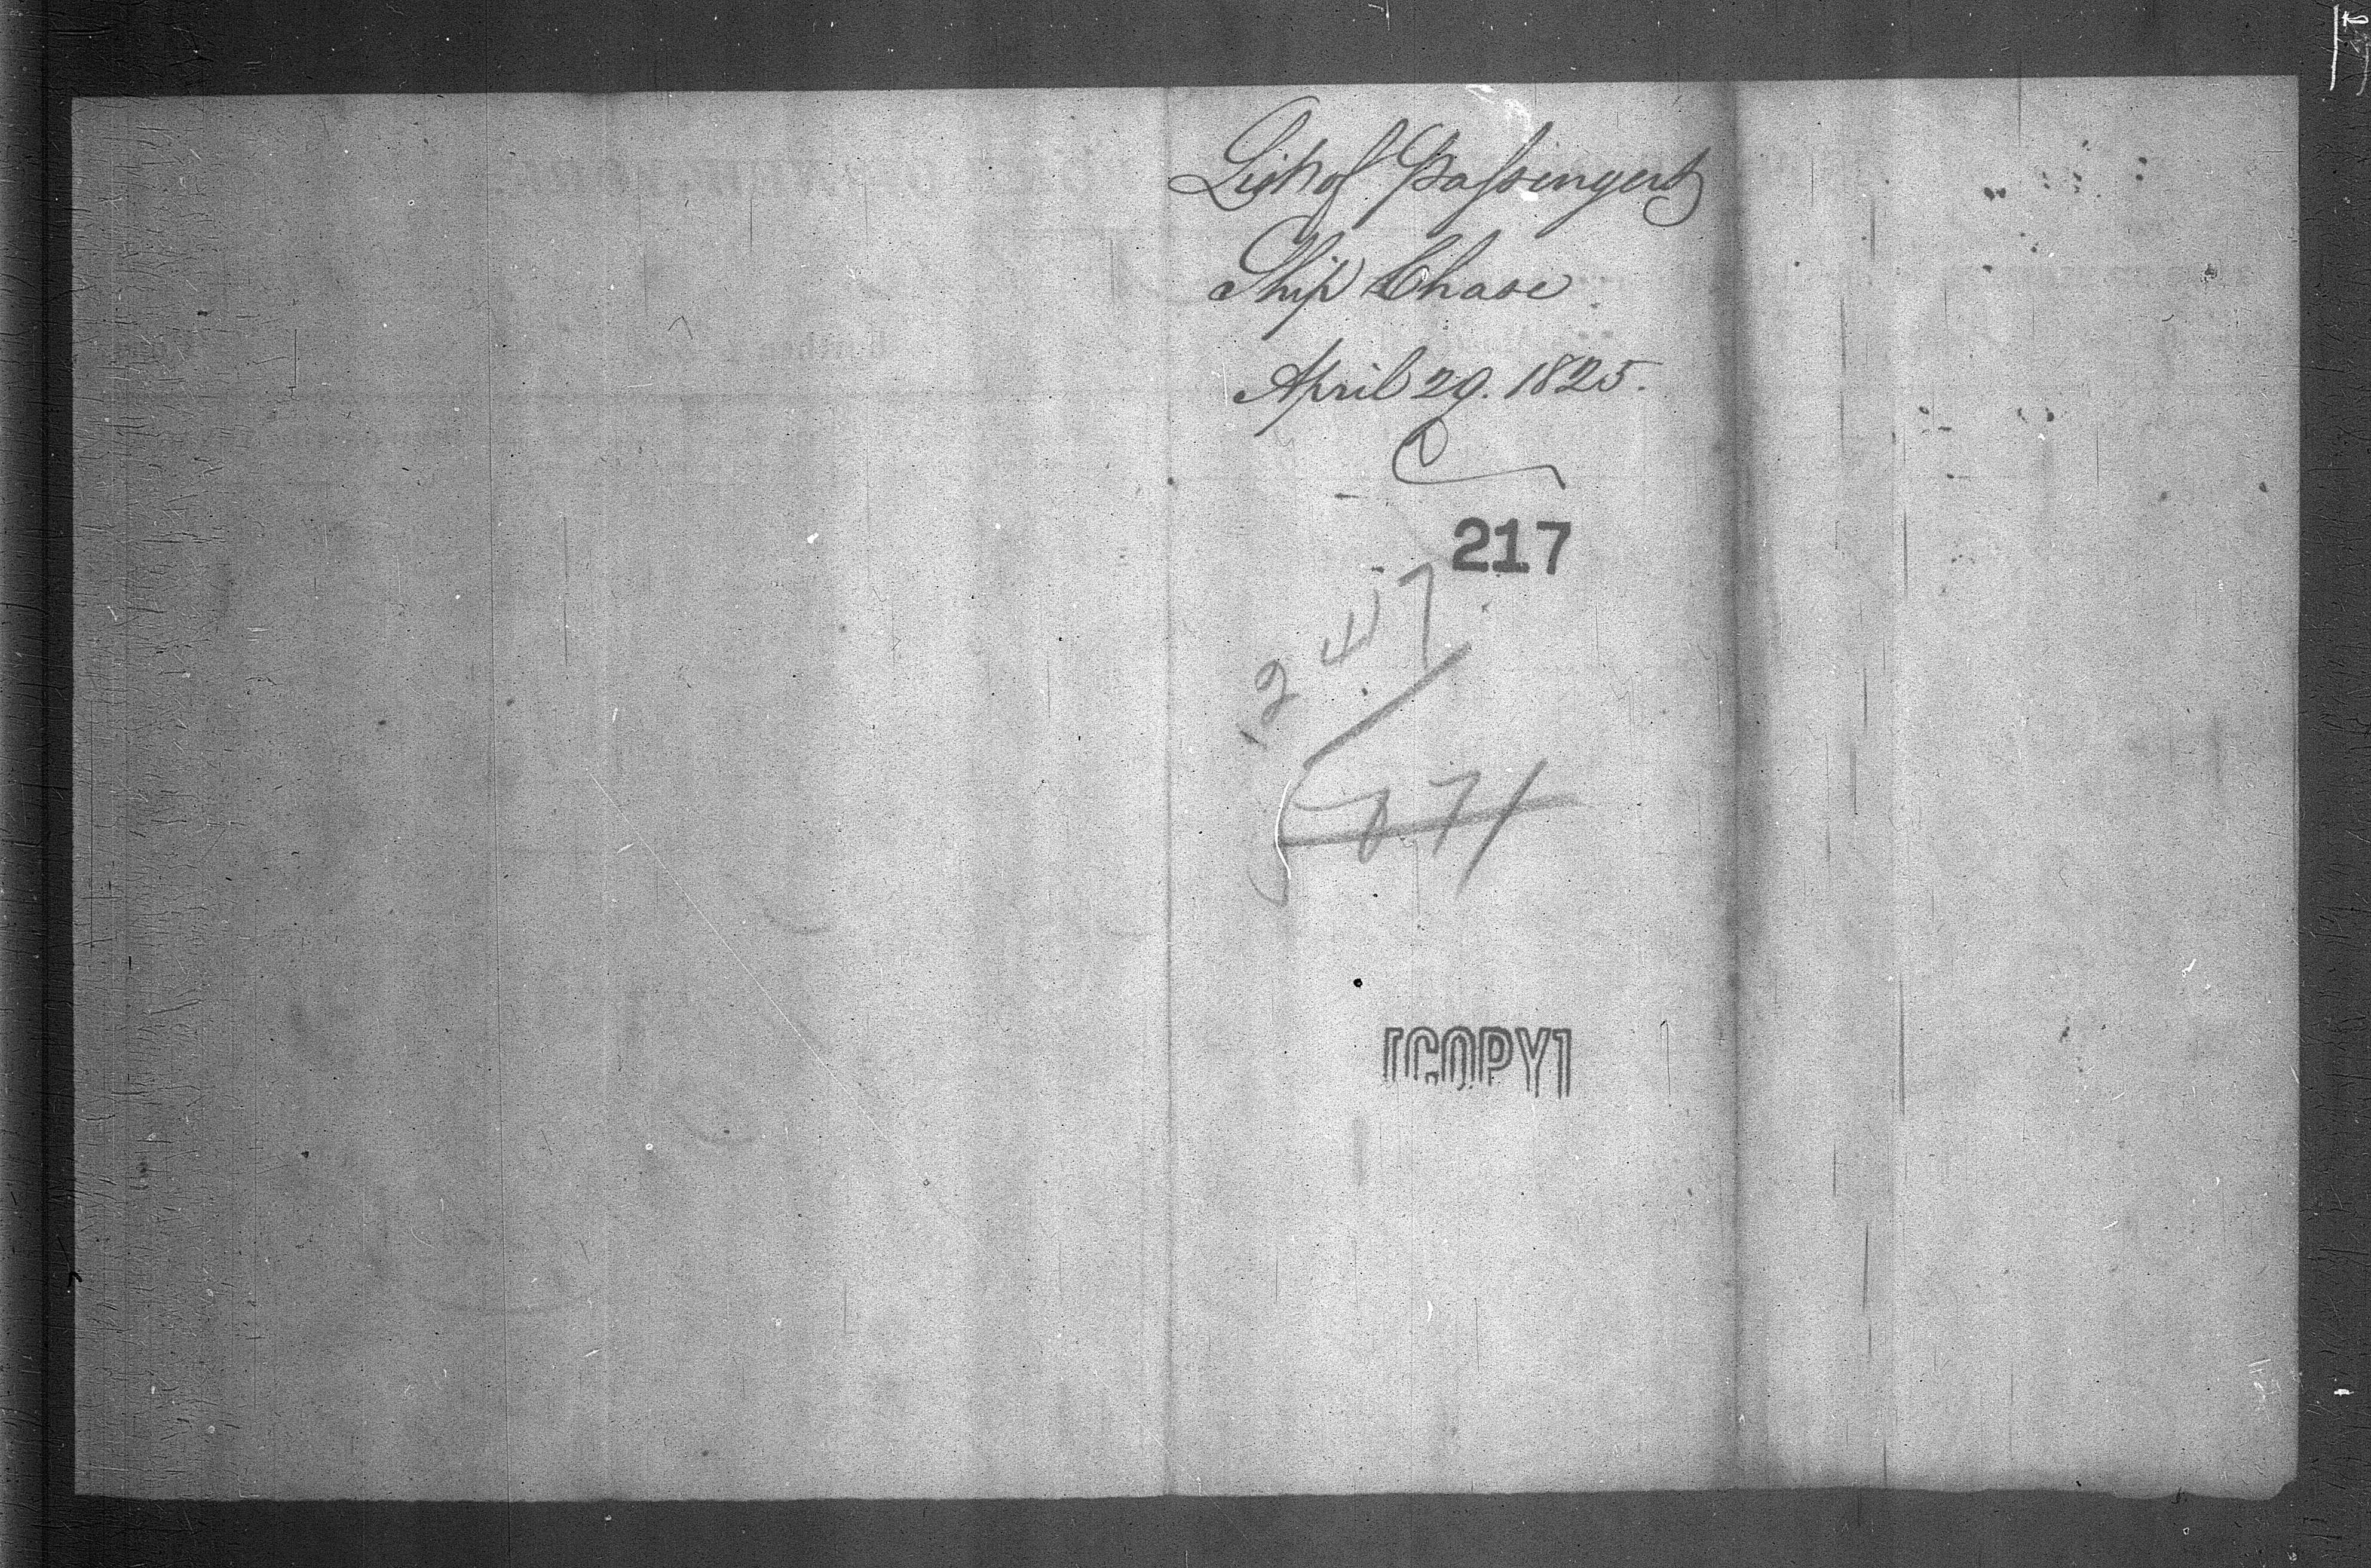 List of Passengers
Ship Chase
April 29. 1825.
217
[COPY]